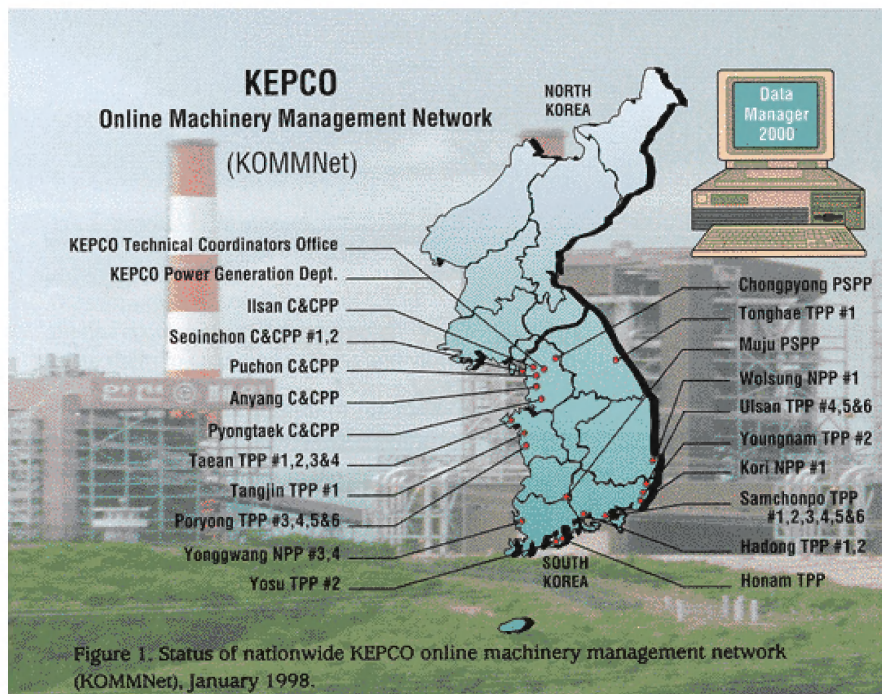 KEPCO
Online Machinery Management Network
(KOMMNet)
NORTH
KOREA
Data
Manager
2000
KEPCO Technical Coordinators Office
KEPCO Power Generation Dept.
Ilsan C&CPP
Seoinchon C&CPP #1,2
Puchon C&CPP
Anyang C&CPP
Pyongtaek C&CPP
Taean TPP #1,2,3&4
Tangjin TPP #1
Poryong TPP #3,4,5&6
Yonggwang NPP #3,4
Yosu TPP #2
Chongpyong PSPP
Tonghae TPP #1
Muju PSPP
Wolsung NPP #1
Ulsan TPP #4,5&6
Youngnam TPP #2
Kori NPP #1
Samchonpo TPP
#1,2,3,4,5&6
Hadong TPP #1,2
Honam TPP
SOUTH
KOREA
Figure 1. Status of nationwide KEPCO online machinery management network
(KOMMNet), January 1998.